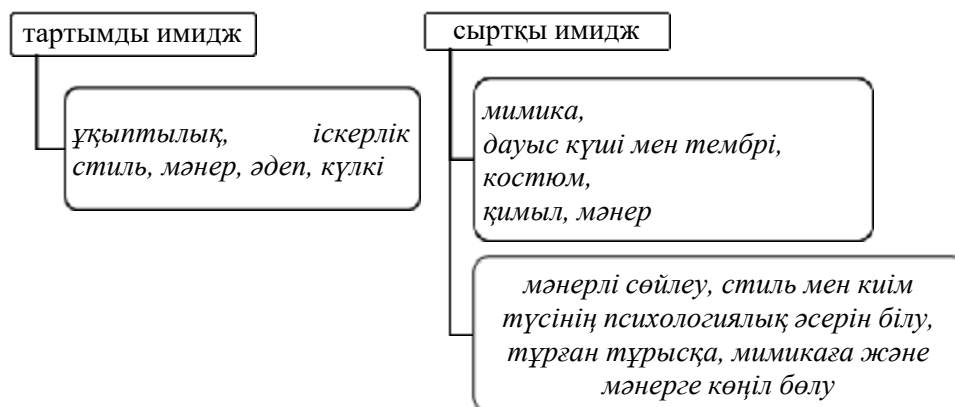 тартымды имидж
ұқыптылық, іскерлік
стиль, мәнер, әдеп, күлкі
сыртқы имидж
мимика,
дауыс күші мен тембрі,
костюм,
қимыл, мәнер
мәнерлі сөйлеу, стиль мен киім
түсінің психологиялық әсерін білу,
тұрған тұрысқа, мимикаға және
мәнерге көңіл бөлу